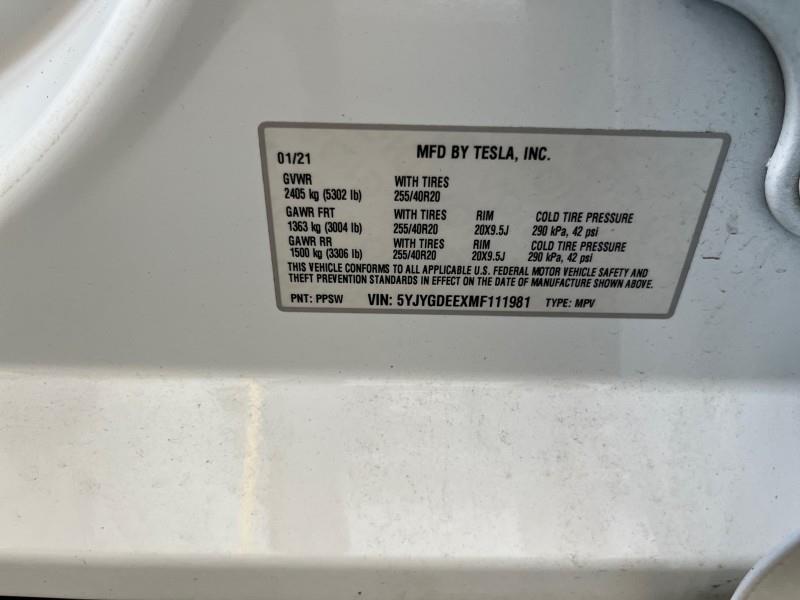 01/21 MFD BY TESLA, INC.
GVWR WITH TIRES
2405 kg (5302 lb) 255/40R20
GAWR FRT WITH TIRES RIM COLD TIRE PRESSURE
1363 kg (3004 lb) 255/40R20 20X9.5J 290 kPa, 42 psi
GAWR RR WITH TIRES RIM COLD TIRE PRESSURE
1500 kg (3306 lb) 255/40R20 20X9.5J 290 kPa, 42 psi
THIS VEHICLE CONFORMS TO ALL APPLICABLE U.S. FEDERAL MOTOR VEHICLE SAFETY AND
THEFT PREVENTION STANDARDS IN EFFECT ON THE DATE OF MANUFACTURE SHOWN ABOVE.
PNT: PPSW VIN: 5YJYGDEEXMF111981 TYPE: MPV